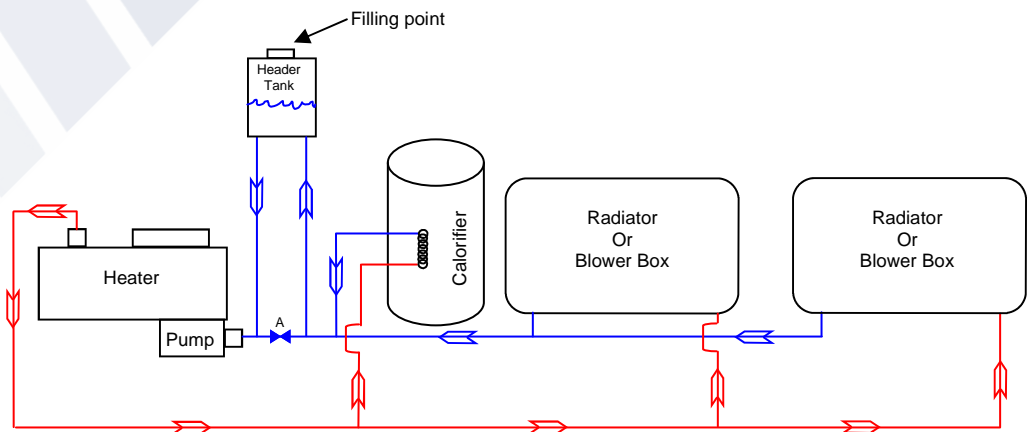 Filling point
Header
Tank
Calorifier
Radiator
Or
Blower Box
Radiator
Or
Blower Box
Heater
A
Pump